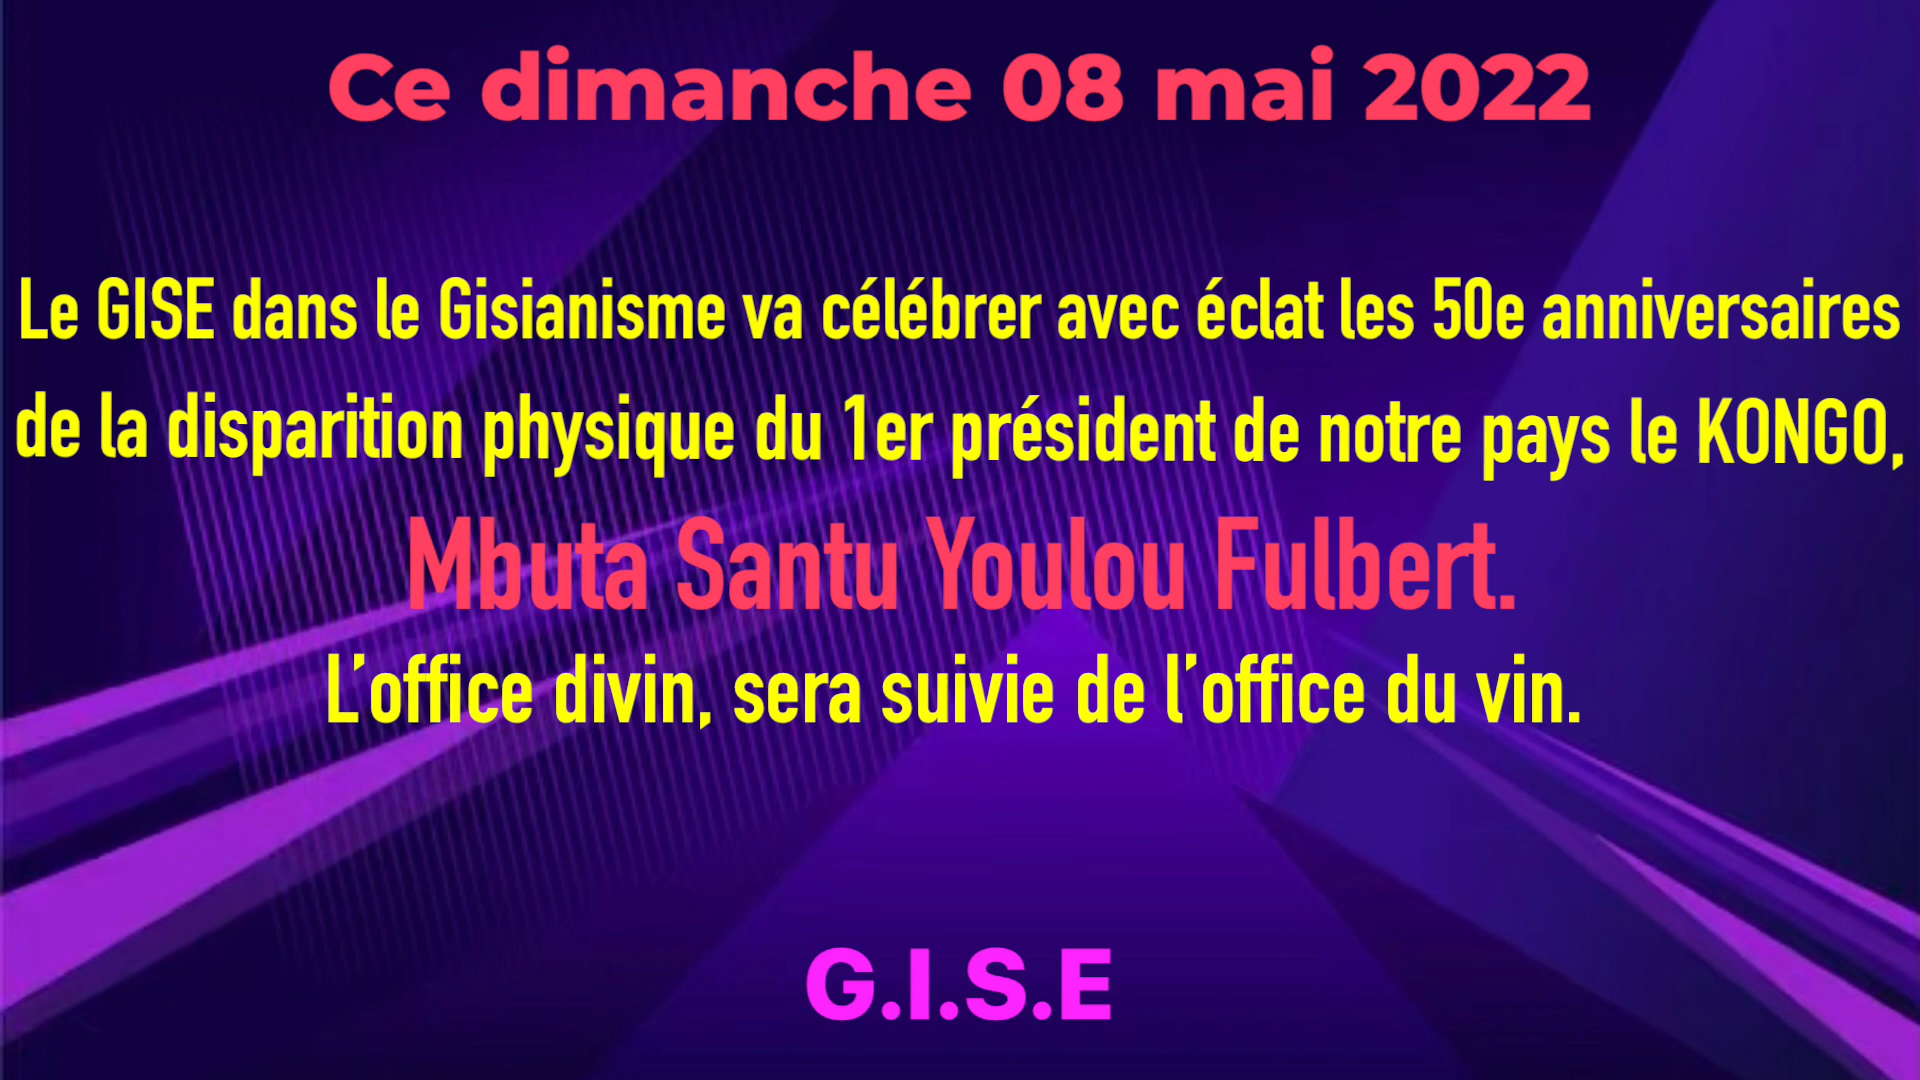 Ce dimanche 08 mai 2022
Le GISE dans le Gisianisme va célébrer avec éclat les 50e anniversaires
de la disparition physique du 1er président de notre pays le KONGO,
Mbuta Santu Youlou Fulbert.
L’office divin, sera suivie de l’office du vin.
G.I.S.E